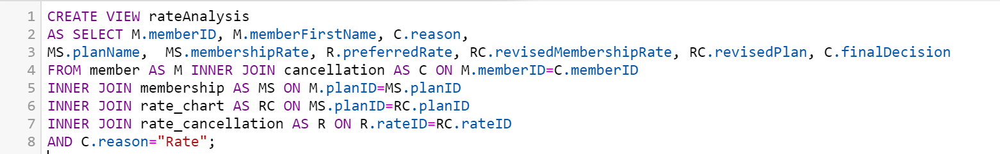 1 CREATE VIEW rateAnalysis
2 AS SELECT M.memberID, M.memberFirstName, C.reason,
3 MS.planName,  MS.membershipRate, R.preferredRate, RC.revisedMembershipRate, RC.revisedPlan, C.finalDecision
4 FROM member AS M INNER JOIN cancellation AS C ON M.memberID=C.memberID
5 INNER JOIN membership AS MS ON M.planID=MS.planID
6 INNER JOIN rate_chart AS RC ON MS.planID=RC.planID
7 INNER JOIN rate_cancellation AS R ON R.rateID=RC.rateID
8 AND C.reason="Rate";